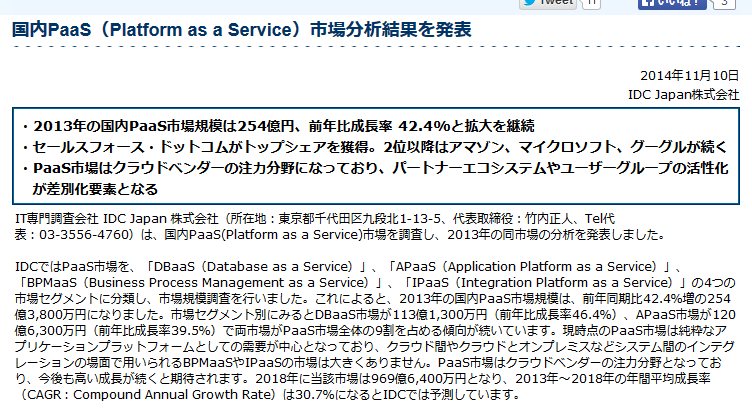 Tweet 11 いいね！ 3
国内PaaS（Platform as a Service）市場分析結果を発表
2014年11月10日
IDC Japan株式会社
・2013年の国内PaaS市場規模は254億円、前年比成長率 42.4%と拡大を継続
・セールスフォース・ドットコムがトップシェアを獲得。2位以降はアマゾン、マイクロソフト、グーグルが続く
・PaaS市場はクラウドベンダーの注力分野になっており、パートナーエコシステムやユーザーグループの活性化
が差別化要素となる
IT専門調査会社 IDC Japan 株式会社（所在地：東京都千代田区九段北1-13-5、代表取締役：竹内正人、Tel代
表：03-3556-4760）は、国内PaaS(Platform as a Service)市場を調査し、2013年の同市場の分析を発表しました。
IDCではPaaS市場を、「DBaaS（Database as a Service）」、「APaaS（Application Platform as a Service）」、
「BPMaaS（Business Process Management as a Service）」、「IPaaS（Integration Platform as a Service）」の4つの
市場セグメントに分類し、市場規模調査を行いました。これによると、2013年の国内PaaS市場規模は、前年同期比42.4%増の254
億3,800万円になりました。市場セグメント別にみるとDBaaS市場が113億1,300万円（前年比成長率46.4%）、APaaS市場が120
億6,300万円（前年比成長率39.5%）で両市場がPaaS市場全体の9割を占める傾向が続いています。現時点のPaaS市場は純粋なア
プリケーションプラットフォームとしての需要が中心となっており、クラウド間やクラウドとオンプレミスなどシステム間のインテグ
レーションの場面で用いられるBPMaaSやIPaaSの市場は大きくありません。PaaS市場はクラウドベンダーの注力分野となってお
り、今後も高い成長が続くと期待されます。2018年に当該市場は969億6,400万円となり、2013年～2018年の年間平均成長率
（CAGR：Compound Annual Growth Rate）は30.7%になるとIDCでは予測しています。